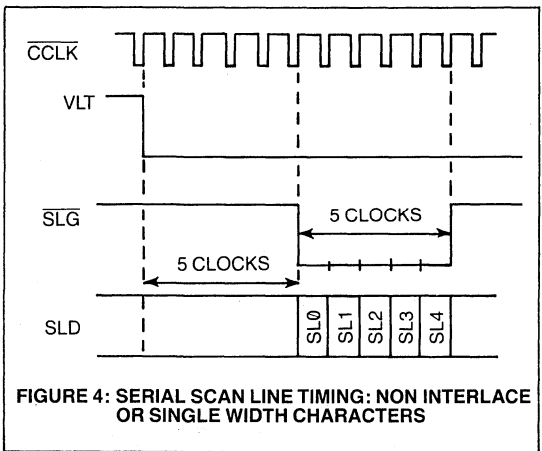 CCLK
VLT
SLG
5 CLOCKS
5 CLOCKS
SLD
SL0
SL1
SL2
SL3
SL4
FIGURE 4: SERIAL SCAN LINE TIMING: NON INTERLACE
OR SINGLE WIDTH CHARACTERS